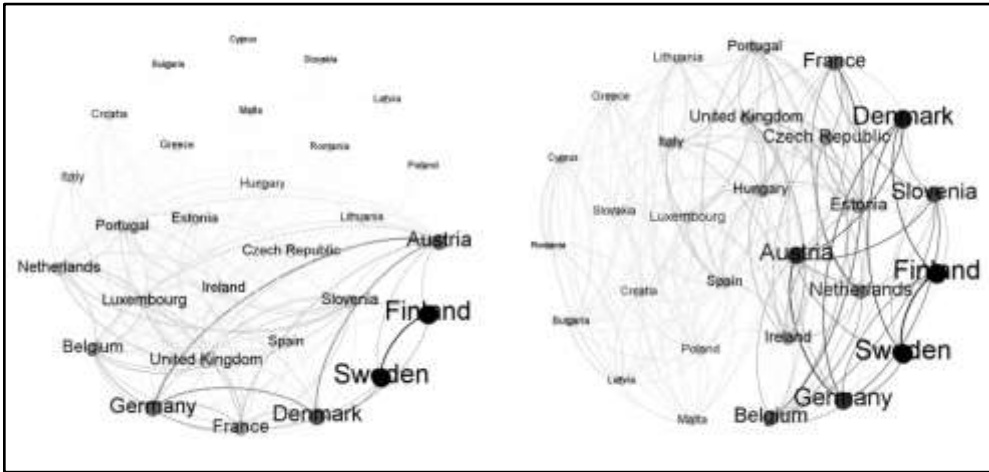 Cyprus
Bulgaria
Slovakia
Croatia
Malta
Latvia
Greece
Romania
Poland
Italy
Hungary
Portugal
Estonia
Lithuania
Austria
Czech Republic
Netherlands
Luxembourg
Ireland
Slovenia
Finland
Belgium
United Kingdom
Spain
Sweden
Germany
Denmark
France
Portugal
Lithuania
France
Greece
United Kingdom
Denmark
Czech Republic
Italy
Cyprus
Hungary
Slovenia
Slovakia
Luxembourg
Estonia
Romania
Austria
Finland
Croatia
Spain
Netherlands
Bulgaria
Ireland
Poland
Sweden
Latvia
Germany
Malta
Belgium